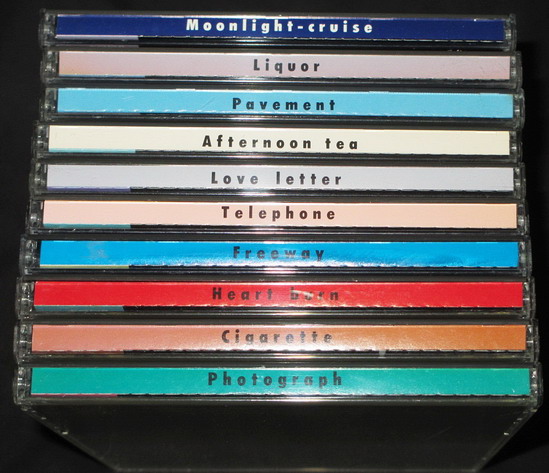 Moonlight-cruise
Liquor
Pavement
Afternoon tea
Love letter
Telephone
Freeway
Heart burn
Cigarette
Photograph